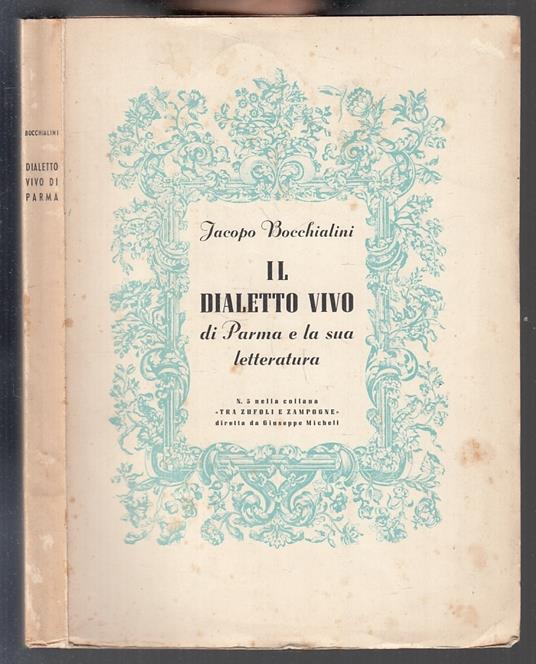 BOCCHIALINI
DIALETTO
VIVO DI
PARMA
Jacopo Bocchialini
IL
DIALETTO VIVO
di Parma e la sua
letteratura
N. 5 nella collana
«TRA ZUFOLI E ZAMPOGNE»
diretta da Giuseppe Micheli